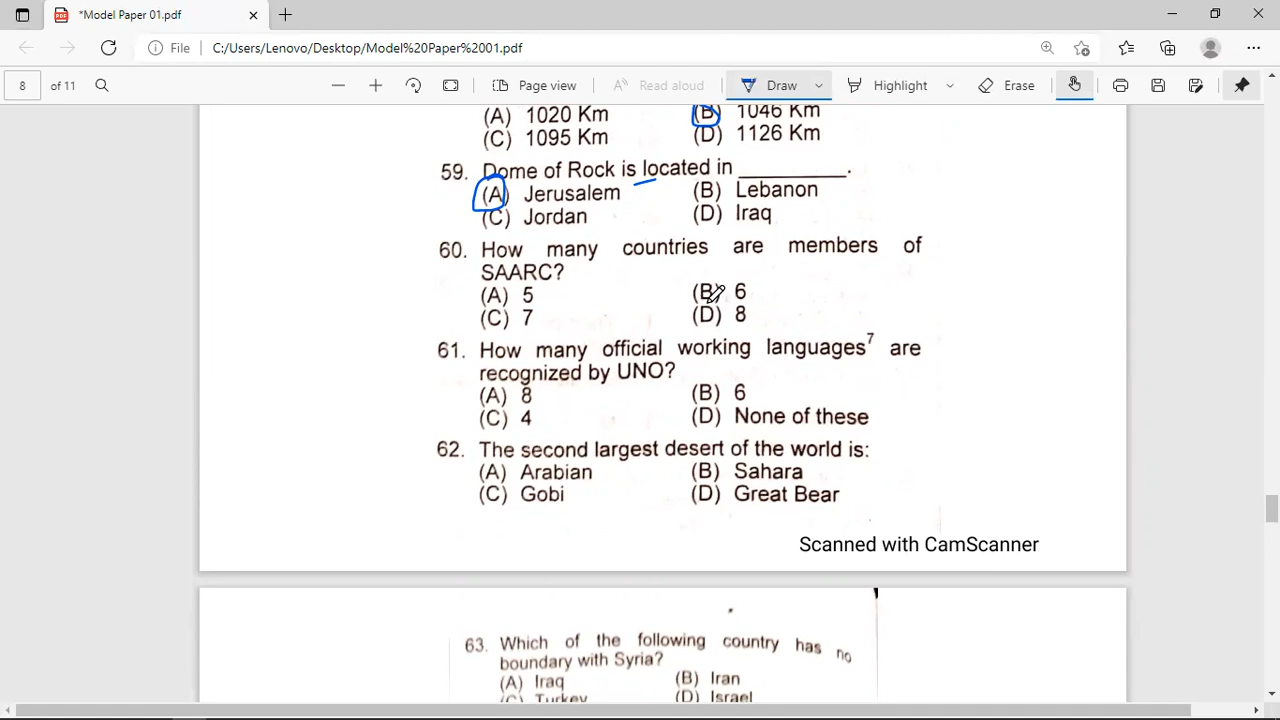 *Model Paper 01.pdf
File C:/Users/Lenovo/Desktop/Model%20Paper%2001.pdf
8 of 11 Page view Read aloud Draw Highlight Erase
(A) 1020 Km (B) 1046 Km
(C) 1095 Km (D) 1126 Km
59. Dome of Rock is located in __________.
(A) Jerusalem (B) Lebanon
(C) Jordan (D) Iraq
60. How many countries are members of
SAARC?
(A) 5 (B) 6
(C) 7 (D) 8
61. How many official working languages7 are
recognized by UNO?
(A) 8 (B) 6
(C) 4 (D) None of these
62. The second largest desert of the world is:
(A) Arabian (B) Sahara
(C) Gobi (D) Great Bear
Scanned with CamScanner
63. Which of the following country has no
boundary with Syria?
(A) Iraq (B) Iran
(C) Turkey (D) Israel